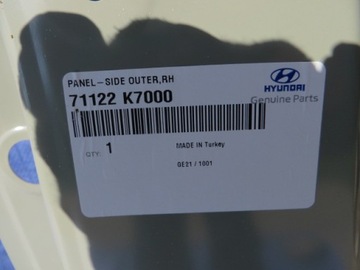 PANEL-SIDE OUTER,RH
71122 K7000
HYUNDAI
Genuine Parts
QTY: 1
MADE IN Turkey
GE21 / 1001